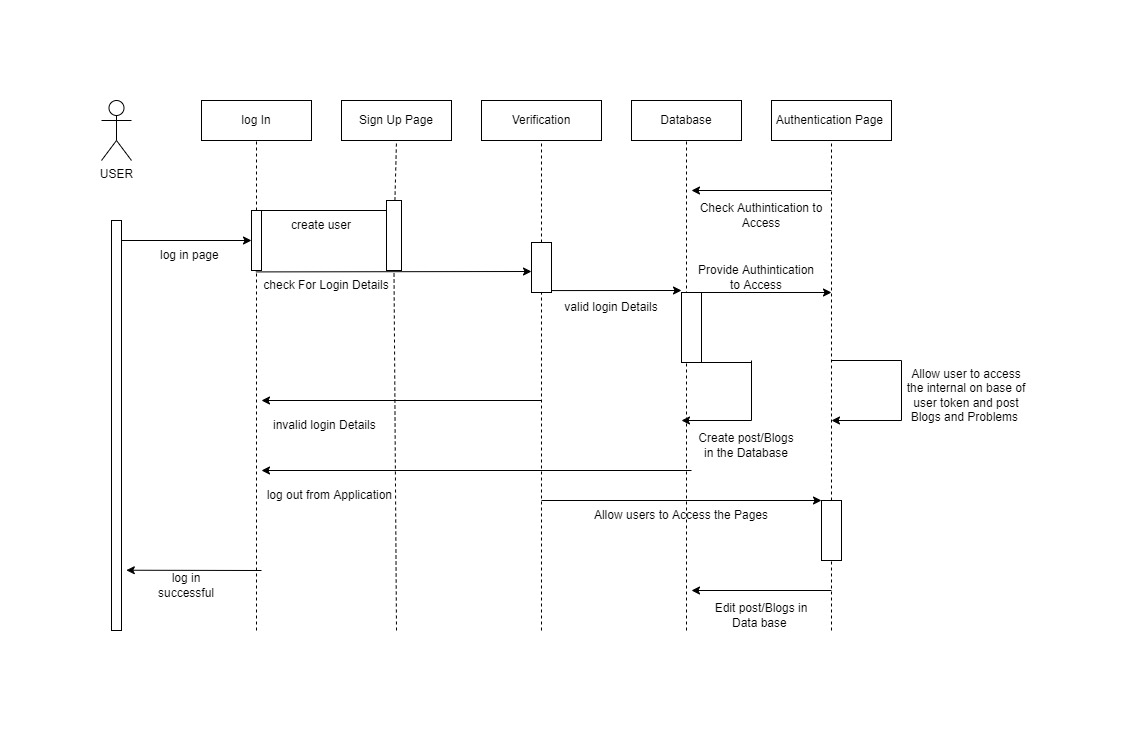 log In
Sign Up Page
Verification
Database
Authentication Page
USER
Check Authintication to
Access
create user
log in page
check For Login Details
Provide Authintication
to Access
valid login Details
Allow user to access
the internal on base of
user token and post
Blogs and Problems
invalid login Details
Create post/Blogs
in the Database
log out from Application
Allow users to Access the Pages
log in
successful
Edit post/Blogs in
Data base